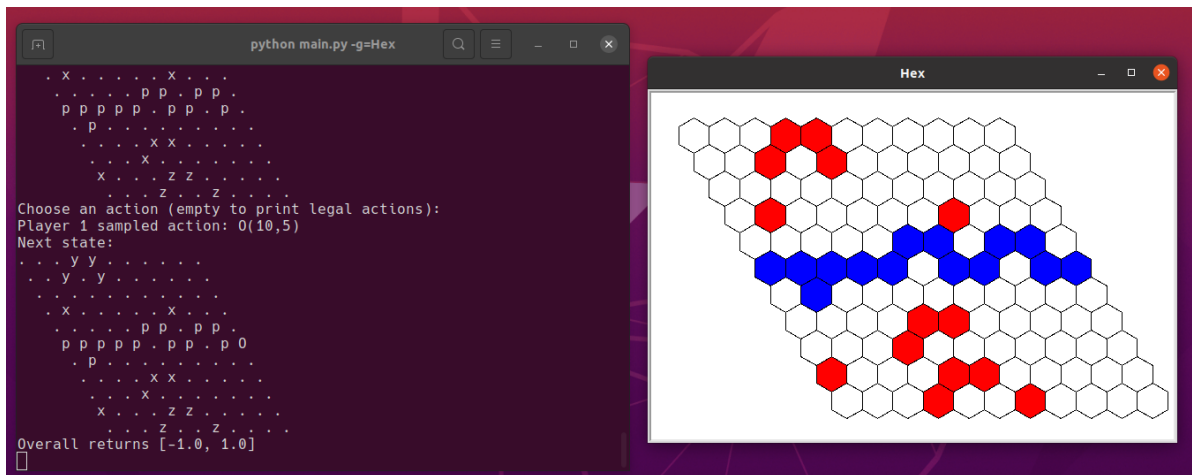 python main.py -g=Hex
. x . . . . . x . . .
. . . . . p p . p p .
p p p p p . p p . p .
. p . . . . . . . . .
. . . . x x . . . . .
. . . x . . . . . . .
x . . . z z . . . . .
. . . z . . z . . . .
Choose an action (empty to print legal actions):
Player 1 sampled action: O(10,5)
Next state:
. . . y y . . . . . .
. . y . y . . . . . .
. . . . . . . . . . .
. x . . . . . x . . .
. . . . . p p . p p .
p p p p p . p p . p O
. p . . . . . . . . .
. . . . x x . . . . .
. . . x . . . . . . .
x . . . z z . . . . .
. . . z . . z . . . .
Overall returns [-1.0, 1.0]
Hex